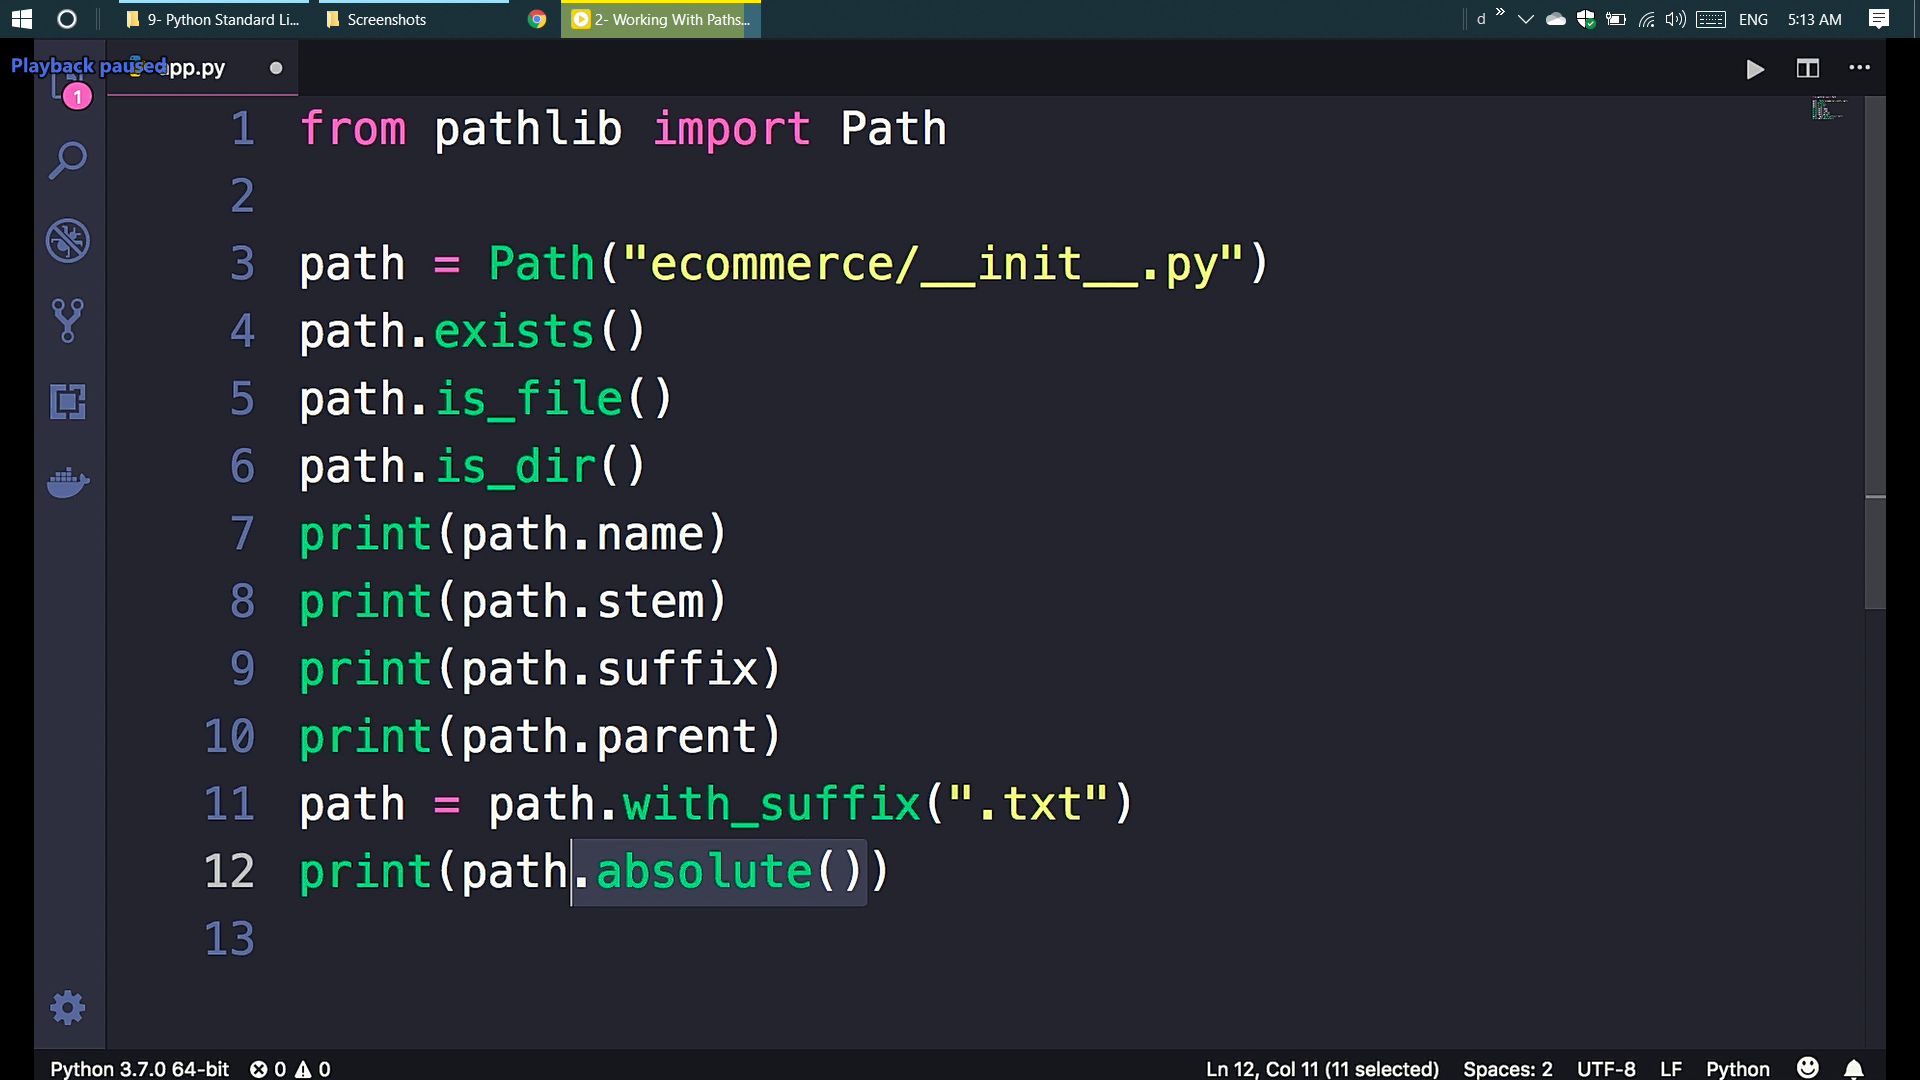 9- Python Standard Li...
Screenshots
2- Working With Paths...
d
»
ENG
5:13 AM
Playback paused
app.py
1
1 from pathlib import Path
2
3 path = Path("ecommerce/__init__.py")
4 path.exists()
5 path.is_file()
6 path.is_dir()
7 print(path.name)
8 print(path.stem)
9 print(path.suffix)
10 print(path.parent)
11 path = path.with_suffix(".txt")
12 print(path.absolute())
13
Python 3.7.0 64-bit 0 0 Ln 12, Col 11 (11 selected) Spaces: 2 UTF-8 LF Python